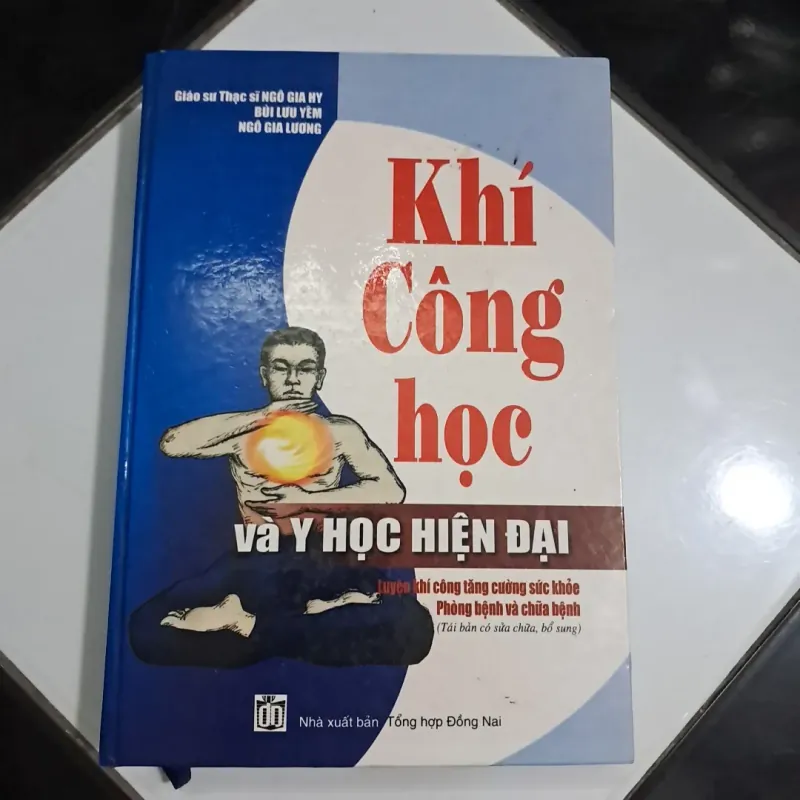 Giáo sư Thạc sĩ NGÔ GIA HY
BÙI LƯU YÊM
NGÔ GIA LƯƠNG
Khí
Công
học
và Y HỌC HIỆN ĐẠI
Luyện khí công tăng cường sức khỏe
Phòng bệnh và chữa bệnh
(Tái bản có sửa chữa, bổ sung)
Nhà xuất bản Tổng hợp Đồng Nai